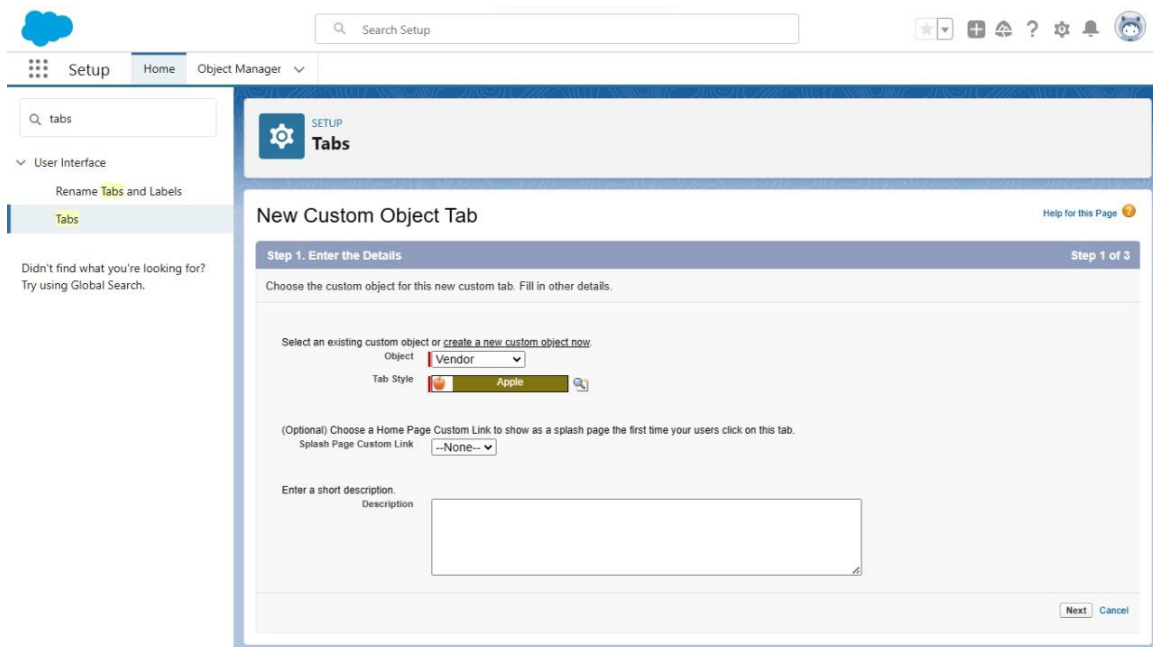 Search Setup
Setup
Home
Object Manager
tabs
User Interface
Rename Tabs and Labels
Tabs
Didn't find what you're looking for?
Try using Global Search.
SETUP
Tabs
New Custom Object Tab
Help for this Page
Step 1. Enter the Details
Step 1 of 3
Choose the custom object for this new custom tab. Fill in other details.
Select an existing custom object or create a new custom object now.
Object
Vendor
Tab Style
Apple
(Optional) Choose a Home Page Custom Link to show as a splash page the first time your users click on this tab.
Splash Page Custom Link
--None--
Enter a short description.
Description
Next
Cancel